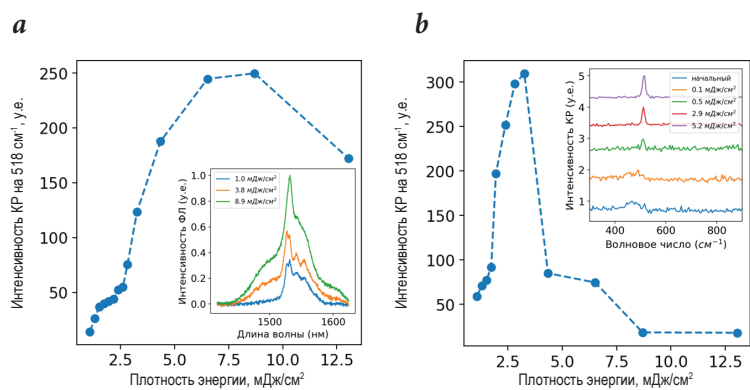 a
Интенсивность КР на 518 см-1, у.е.
250
200
150
100
50
2.5
5.0
7.5
10.0
12.5
Плотность энергии, мДж/см2
Интенсивность ФЛ (у.е.)
1.0
0.8
0.6
0.4
0.2
0.0
1500
1600
Длина волны (нм)
1.0 мДж/см²
3.8 мДж/см²
8.9 мДж/см²
b
Интенсивность КР на 518 см-1, у.е.
300
250
200
150
100
50
2.5
5.0
7.5
10.0
12.5
Плотность энергии, мДж/см2
Интенсивность КР (у.е.)
5
4
3
2
1
400
600
800
Волновое число (см⁻¹)
начальный
0.1 мДж/см²
0.5 мДж/см²
2.9 мДж/см²
5.2 мДж/см²